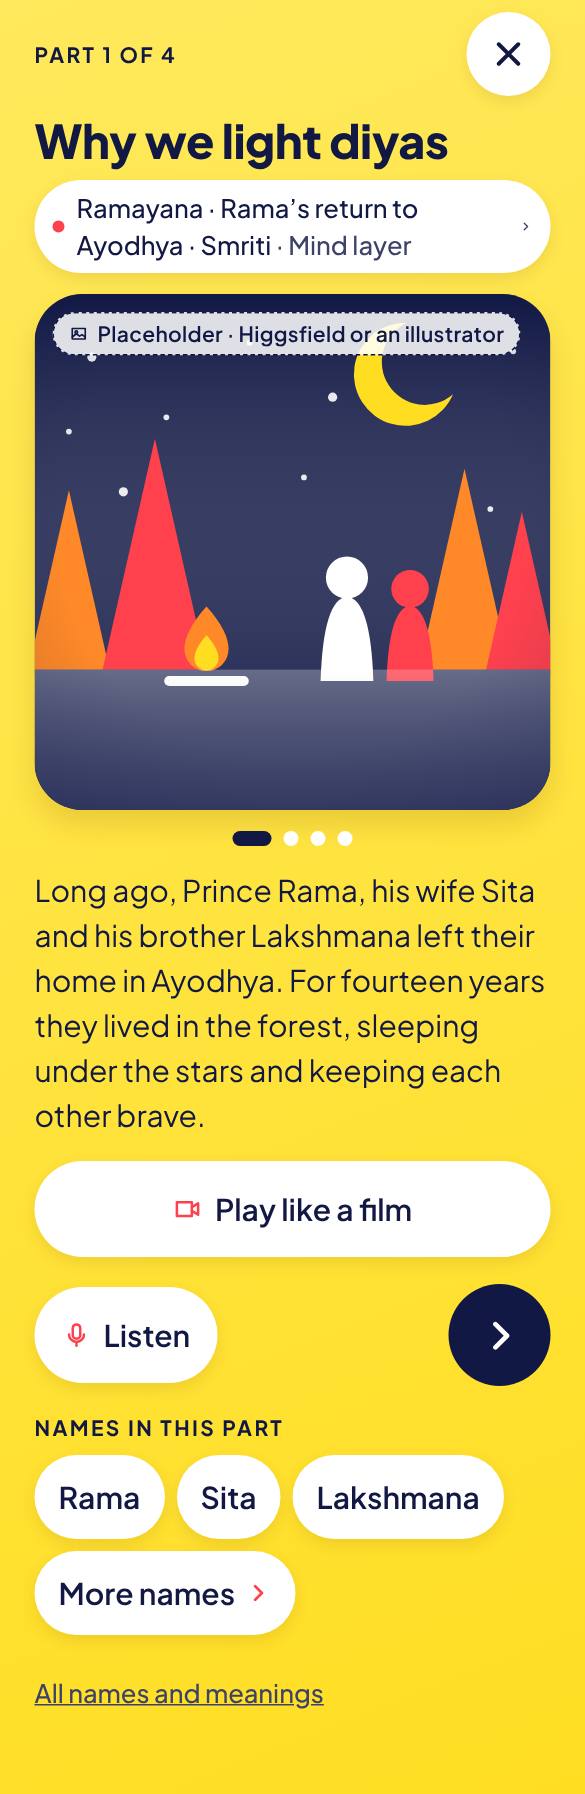 PART 1 OF 4
Why we light diyas
Ramayana · Rama’s return to
Ayodhya · Smriti · Mind layer
Placeholder · Higgsfield or an illustrator
Long ago, Prince Rama, his wife Sita
and his brother Lakshmana left their
home in Ayodhya. For fourteen years
they lived in the forest, sleeping
under the stars and keeping each
other brave.
Play like a film
Listen
NAMES IN THIS PART
Rama
Sita
Lakshmana
More names
All names and meanings